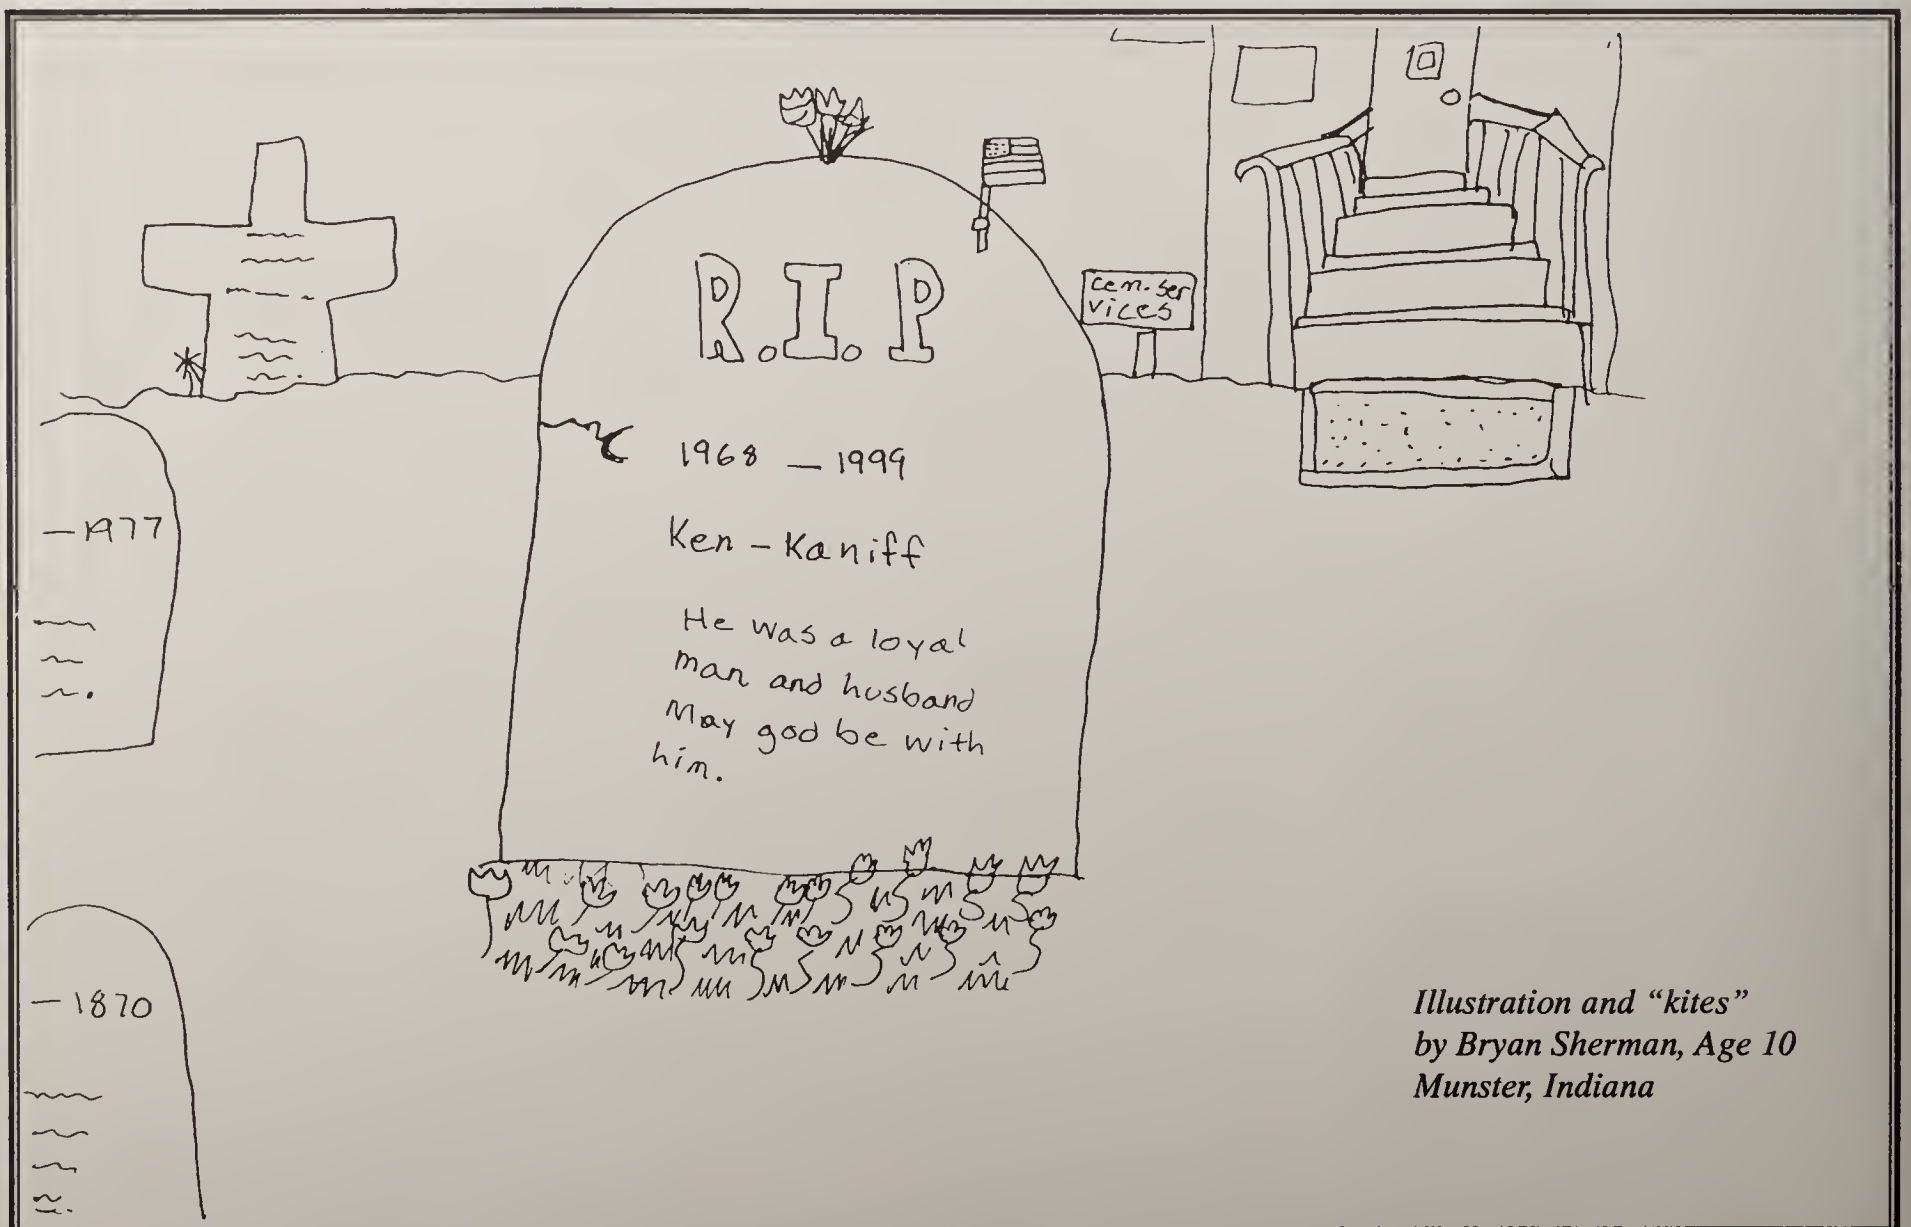 R.I.P
cem. ser
vices
1968 — 1999
— 1977
Ken - Kaniff
He was a loyal
man and husband
May god be with
him.
— 1870
Illustration and “kites”
by Bryan Sherman, Age 10
Munster, Indiana